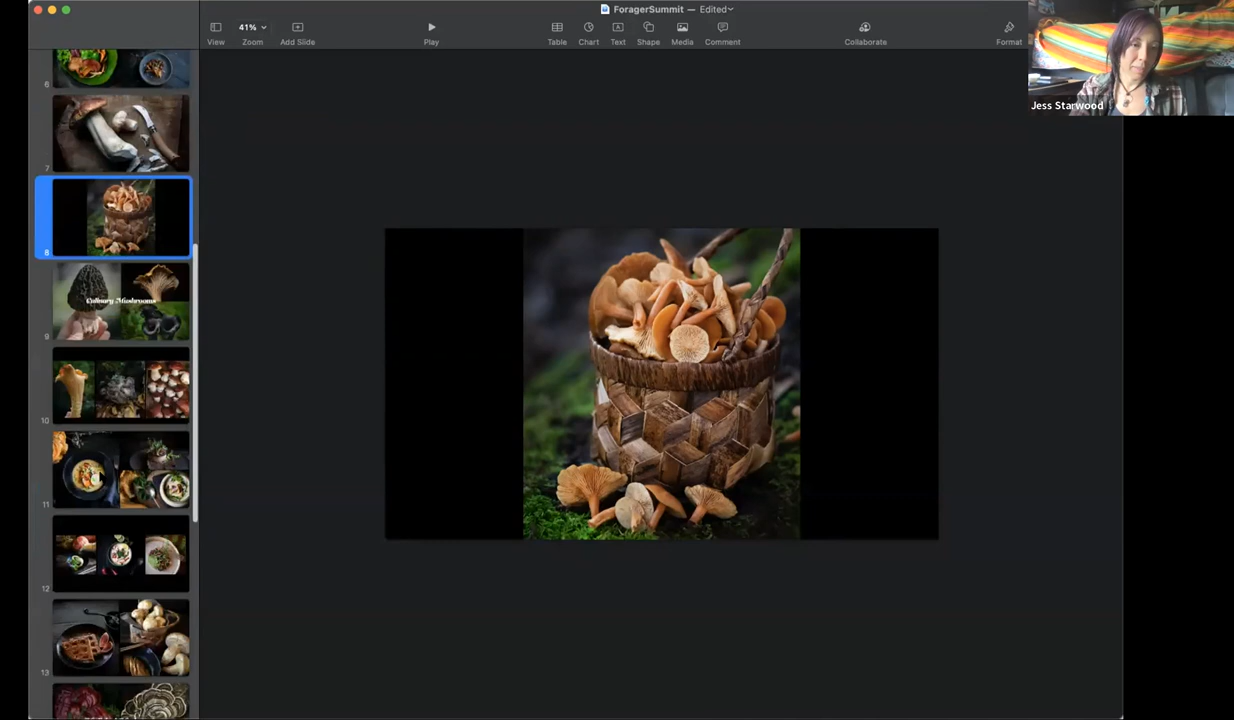 ForagerSummit — Edited
41%
View
Zoom
Add Slide
Play
Table
Chart
Text
Shape
Media
Comment
Collaborate
Format
T
Jess Starwood
6
7
8
9
Culinary Mushrooms
10
11
12
13